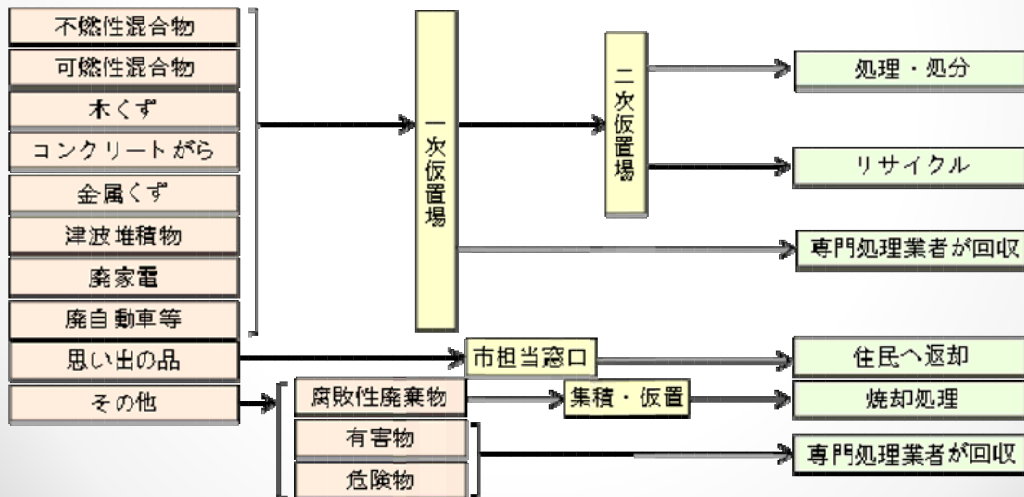 不燃性混合物
可燃性混合物
木くず
コンクリートがら
金属くず
津波堆積物
廃家電
廃自動車等
思い出の品
その他
一次仮置場
二次仮置場
処理・処分
リサイクル
専門処理業者が回収
市担当窓口
住民へ返却
腐敗性廃棄物
集積・仮置
焼却処理
有害物
危険物
専門処理業者が回収